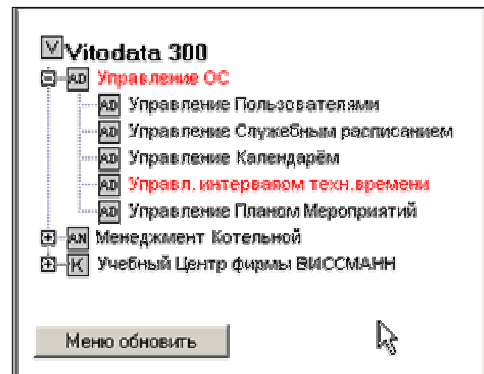 V Vitodata 300
AD Управление ОС
AD Управление Пользователями
AD Управление Служебным расписанием
AD Управление Календарём
AD Управл. интервалом техн.времени
AD Управление Планом Мероприятий
AN Менеджмент Котельной
K Учебный Центр фирмы ВИССМАНН
Меню обновить